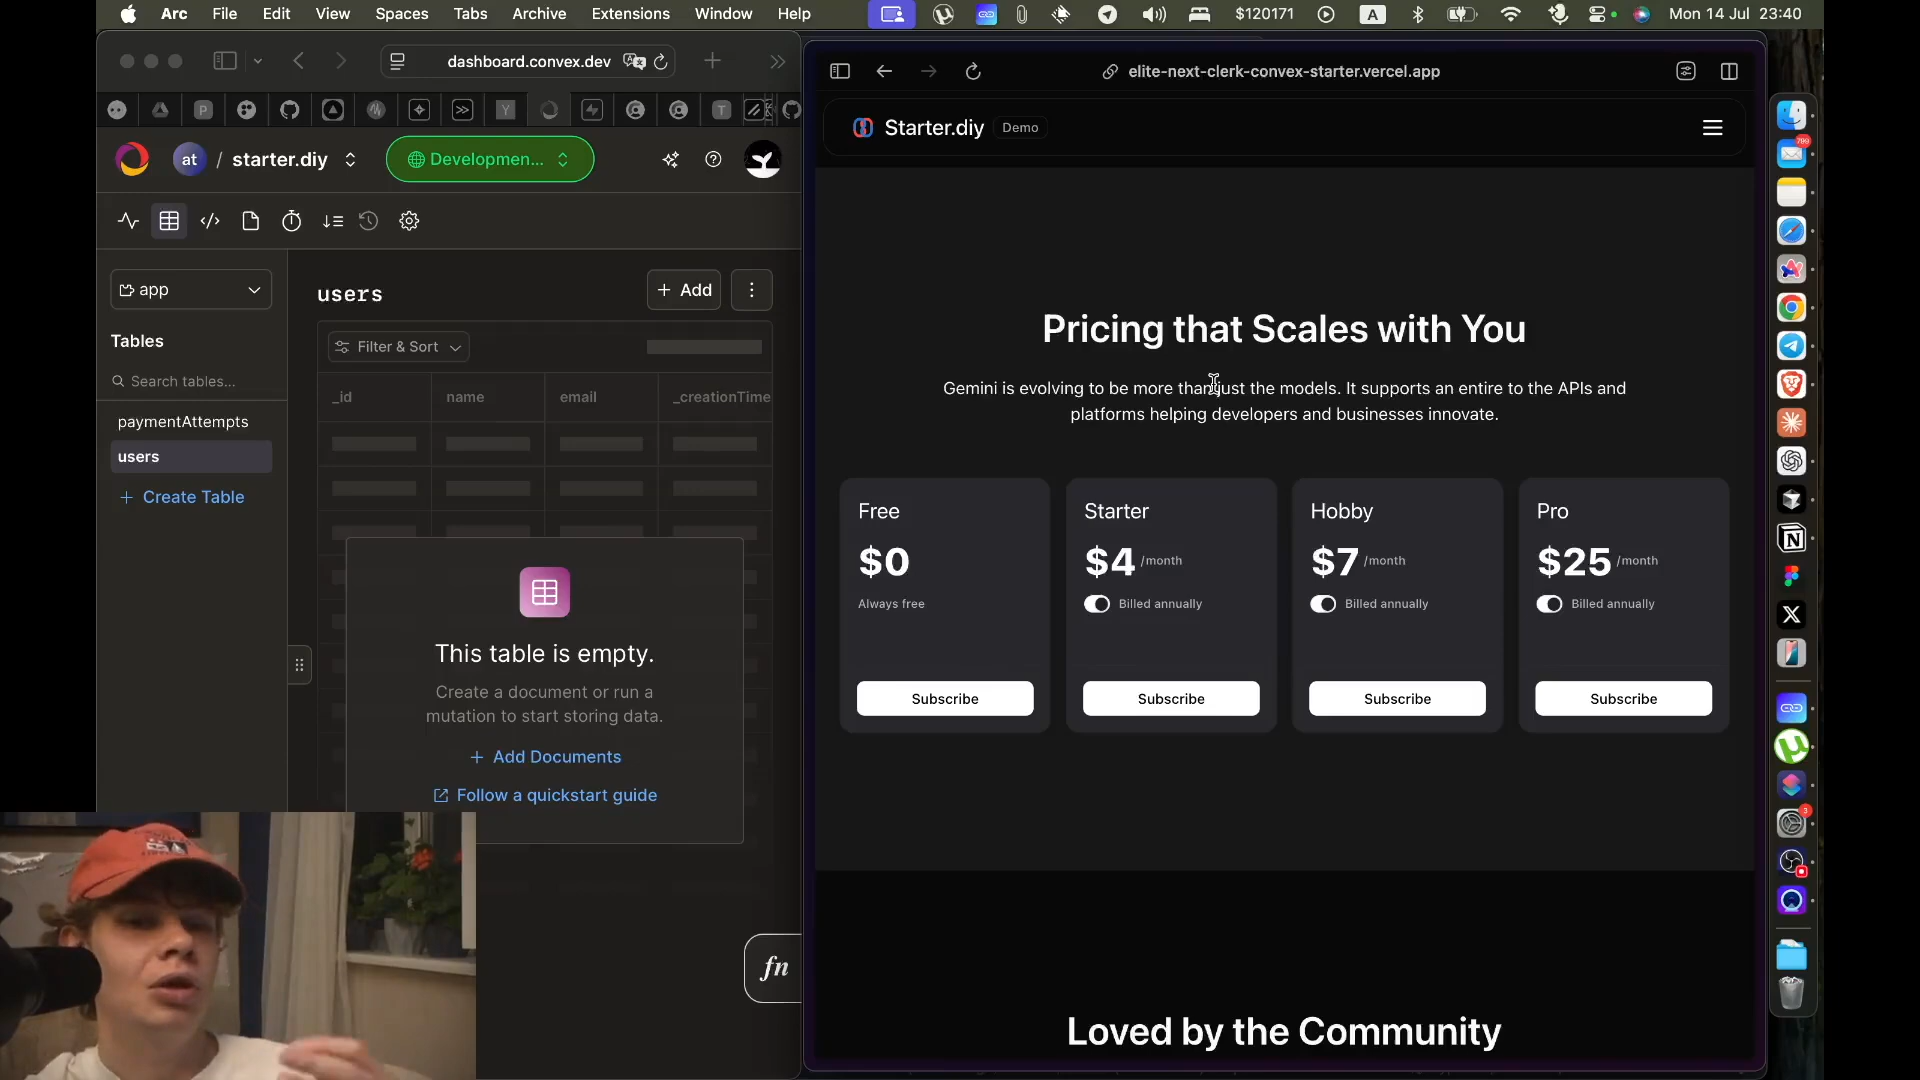 Arc File Edit View Spaces Tabs Archive Extensions Window Help
$120171 A Mon 14 Jul 23:40
dashboard.convex.dev
at / starter.diy Developmen...
app
Tables
Search tables...
paymentAttempts
users
+ Create Table
users
+ Add
Filter & Sort
_id name email _creationTime
This table is empty.
Create a document or run a
mutation to start storing data.
+ Add Documents
Follow a quickstart guide
fn
elite-next-clerk-convex-starter.vercel.app
Starter.diy Demo
Pricing that Scales with You
Gemini is evolving to be more than just the models. It supports an entire to the APIs and
platforms helping developers and businesses innovate.
Free
$0
Always free
Subscribe
Starter
$4 /month
Billed annually
Subscribe
Hobby
$7 /month
Billed annually
Subscribe
Pro
$25 /month
Billed annually
Subscribe
Loved by the Community
799
3